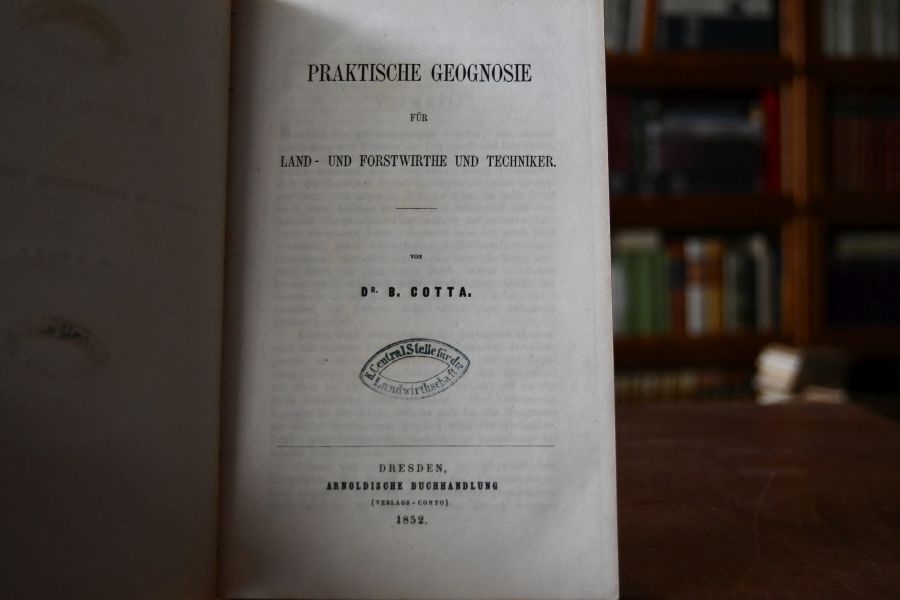 PRAKTISCHE GEOGNOSIE
FÜR
LAND- UND FORSTWIRTHE UND TECHNIKER.
VON
DR. B. COTTA.
K. Central Stelle für die
Landwirthschaft
DRESDEN,
ARNOLDISCHE BUCHHANDLUNG
(VERLAGS-CONTO).
1852.